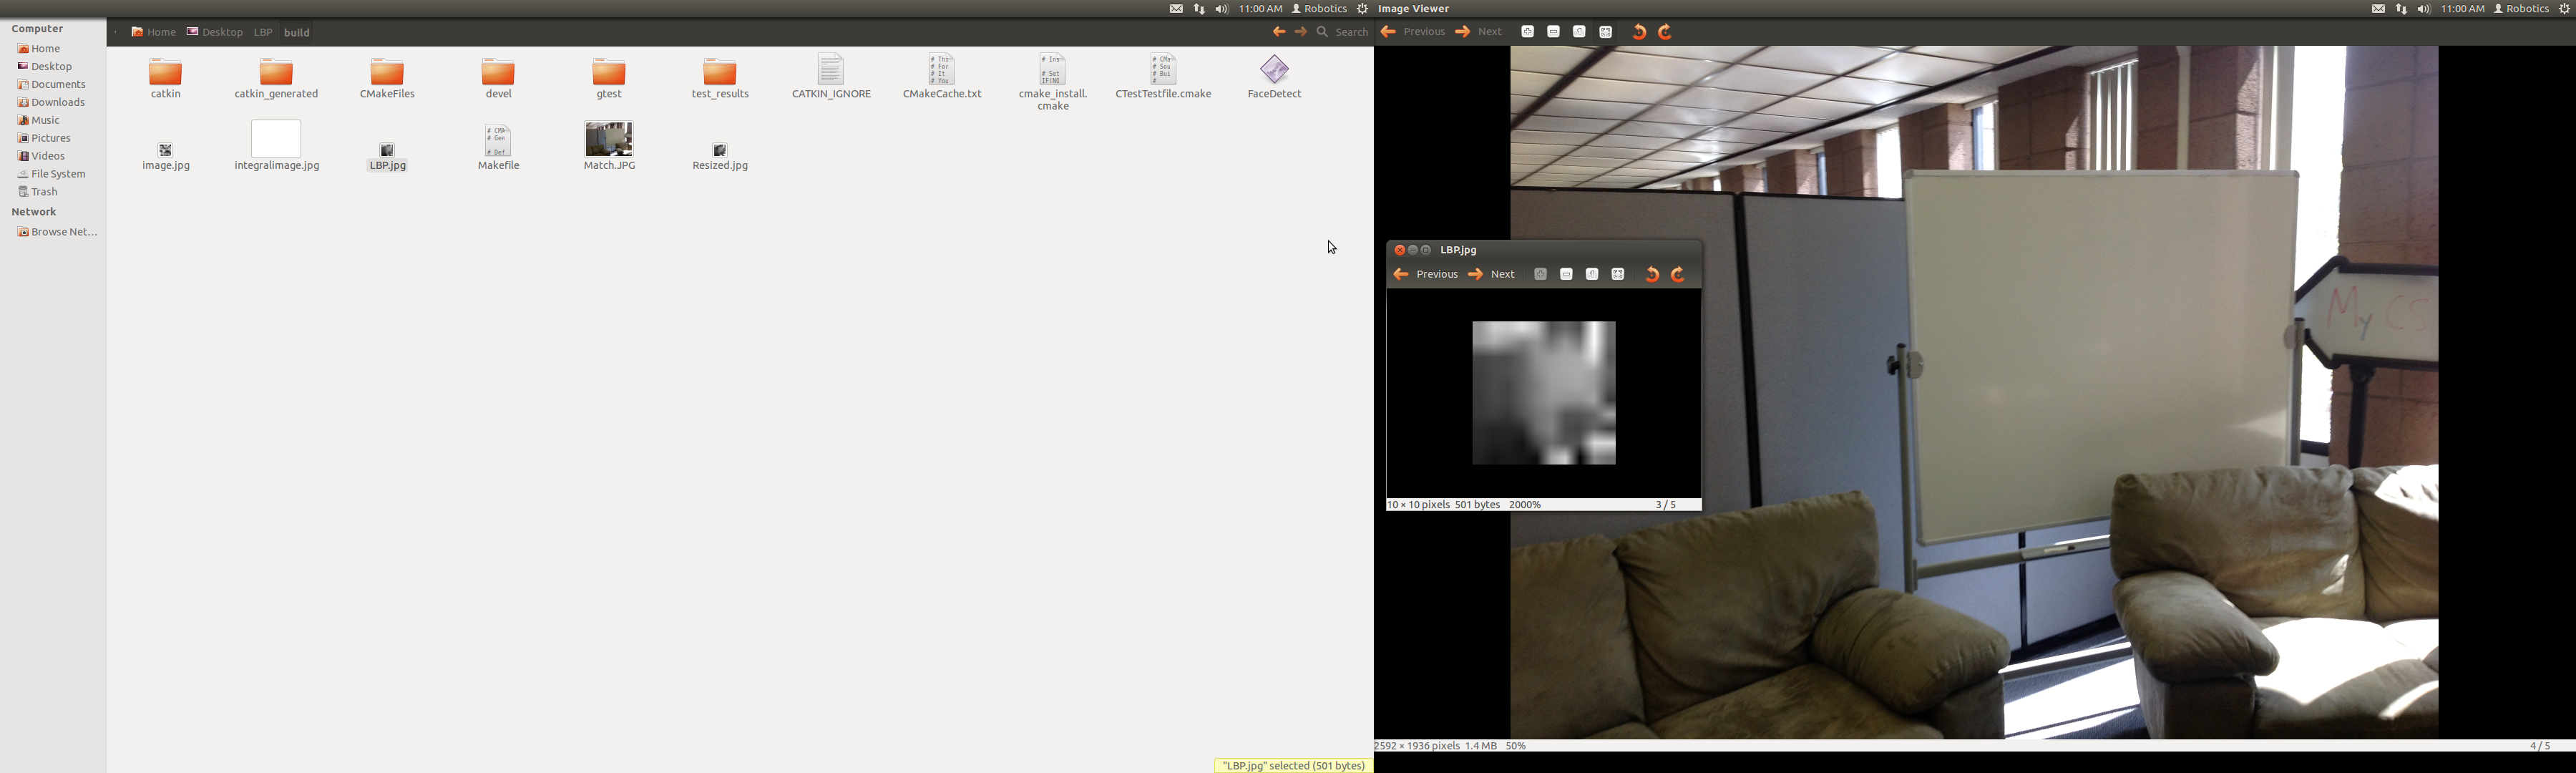 11:00 AM Robotics
Image Viewer
11:00 AM Robotics
Computer
Home
Desktop
Documents
Downloads
Music
Pictures
Videos
File System
Trash
Network
Browse Net...
Home Desktop LBP build
Search
catkin
catkin_generated
CMakeFiles
devel
gtest
test_results
CATKIN_IGNORE
CMakeCache.txt
cmake_install.
cmake
CTestTestfile.cmake
FaceDetect
image.jpg
integralimage.jpg
LBP.jpg
Makefile
Match.JPG
Resized.jpg
"LBP.jpg" selected (501 bytes)
Previous Next
LBP.jpg
Previous Next
10 × 10 pixels 501 bytes 2000%
3 / 5
My CS
2592 × 1936 pixels 1.4 MB 50%
4 / 5